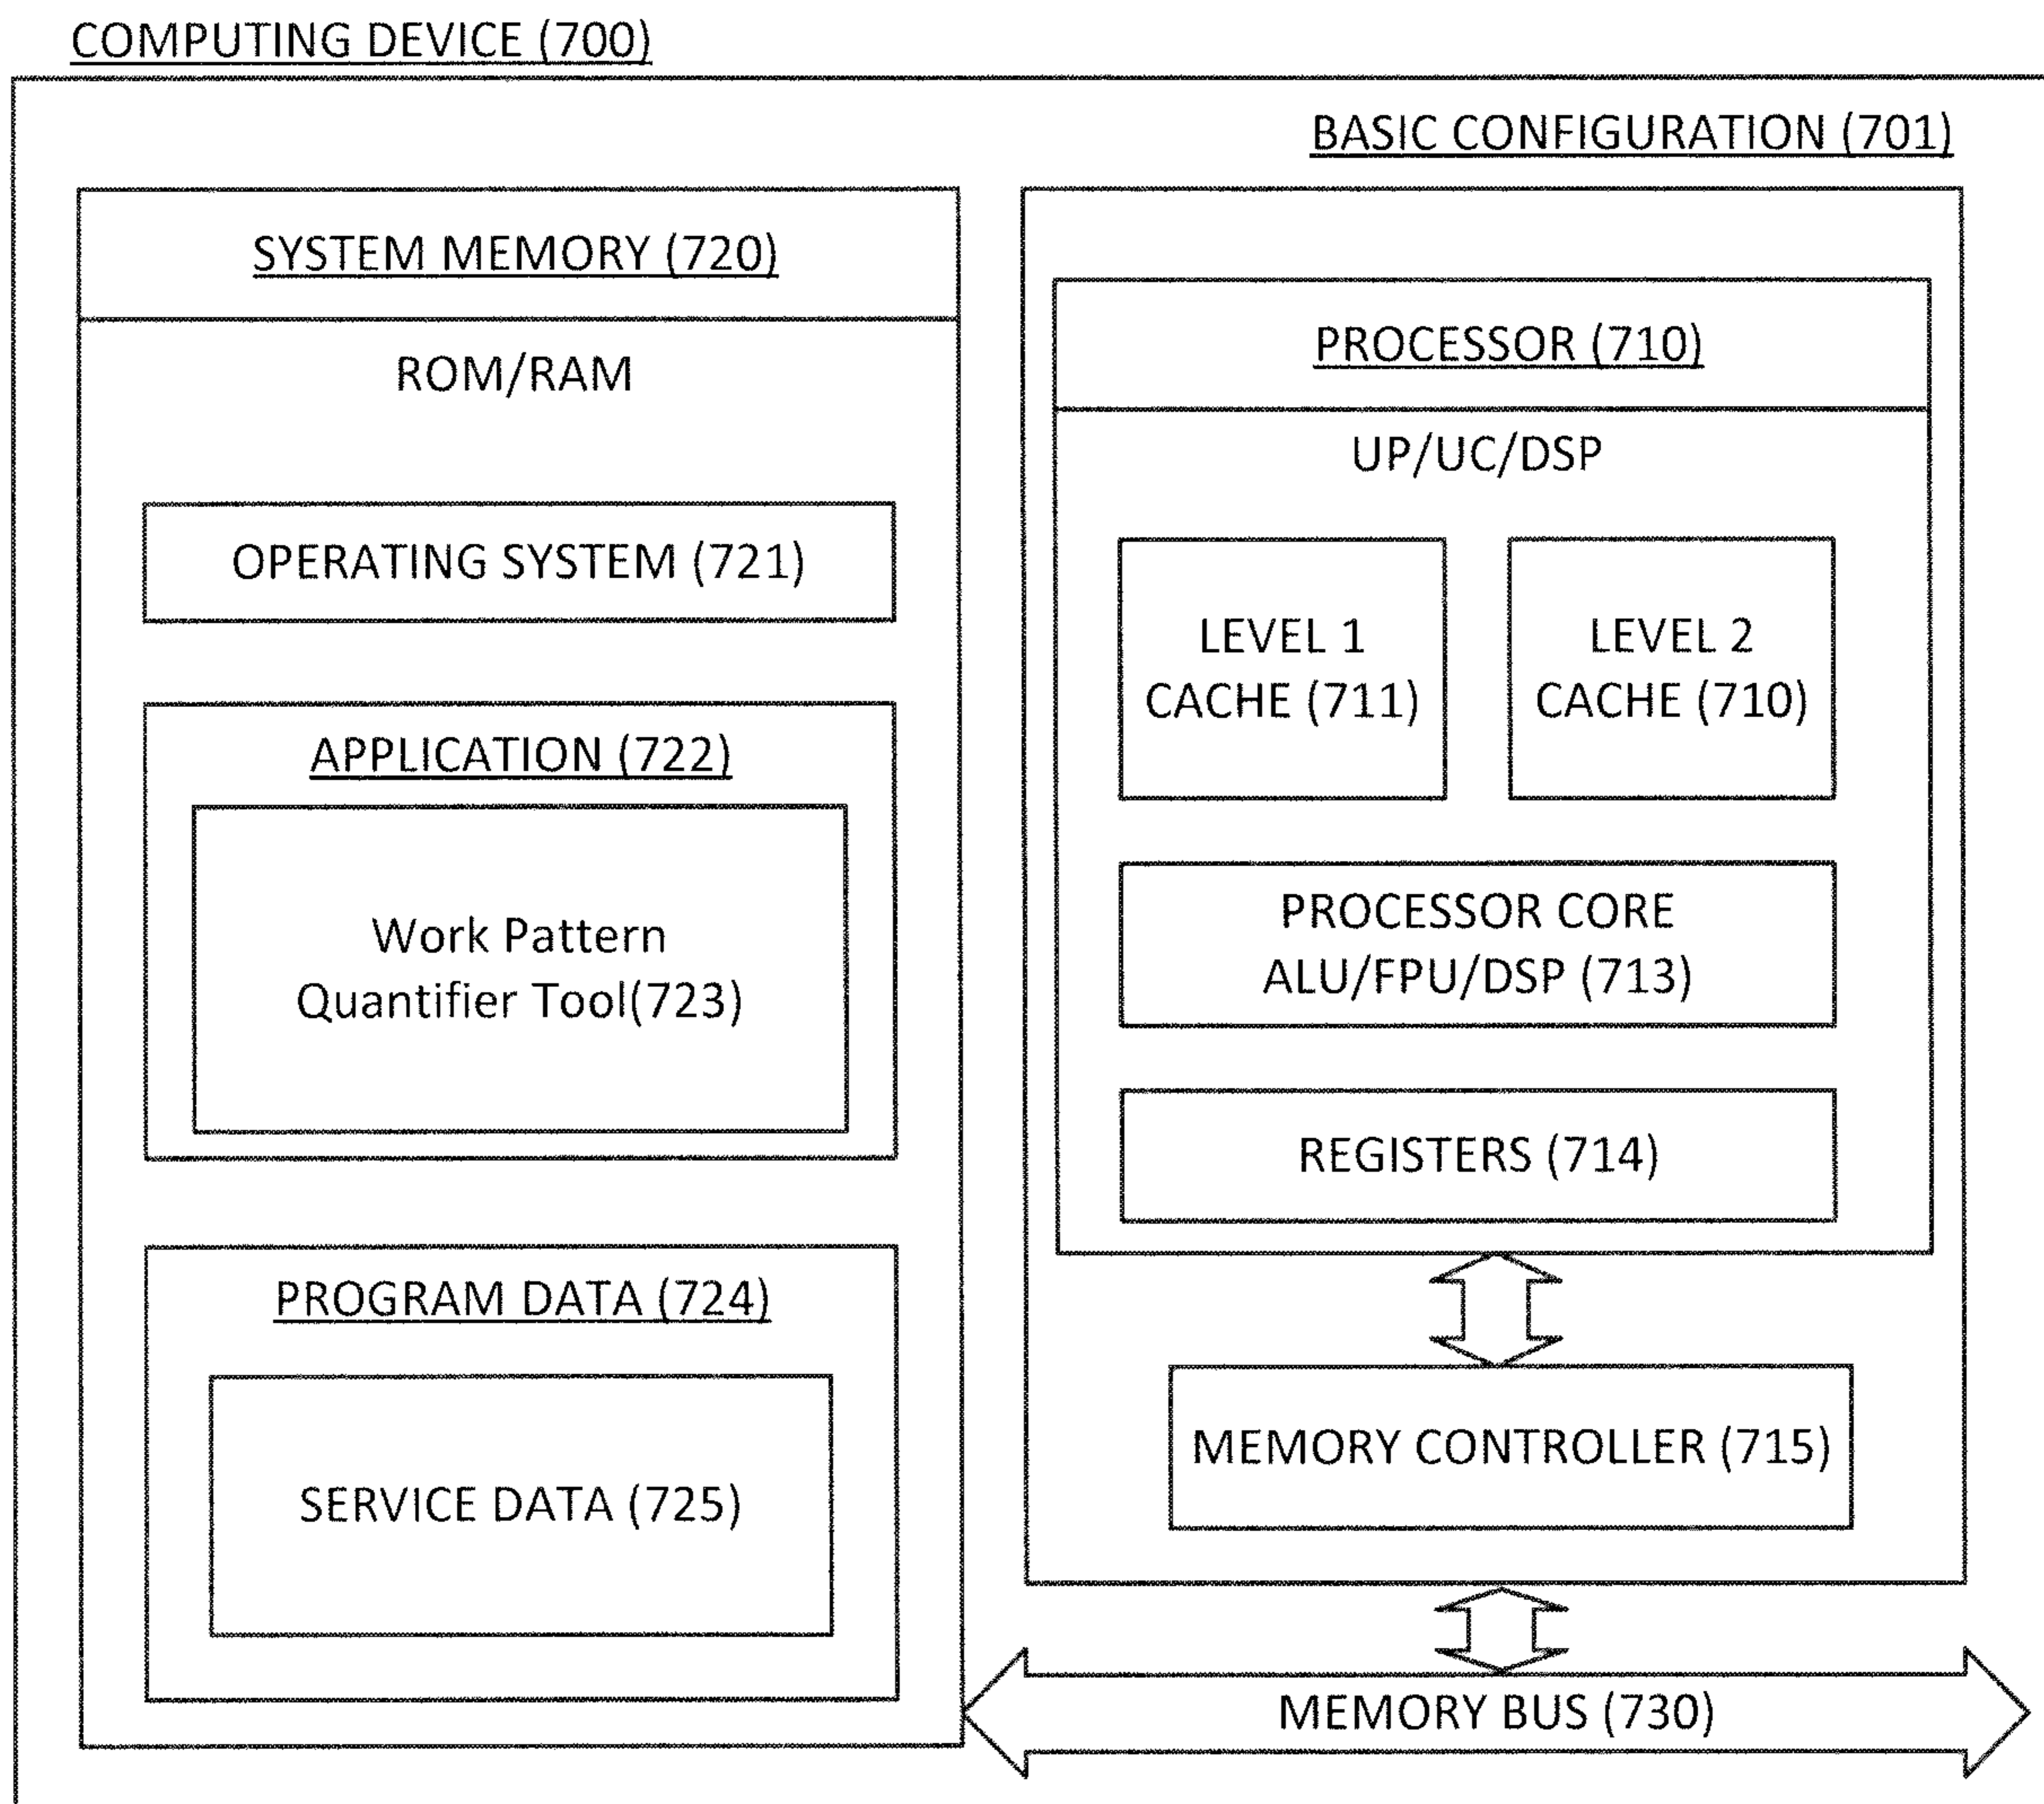 COMPUTING DEVICE (700)
BASIC CONFIGURATION (701)
SYSTEM MEMORY (720)
ROM/RAM
OPERATING SYSTEM (721)
APPLICATION (722)
Work Pattern
Quantifier Tool(723)
PROGRAM DATA (724)
SERVICE DATA (725)
PROCESSOR (710)
UP/UC/DSP
LEVEL 1
CACHE (711)
LEVEL 2
CACHE (710)
PROCESSOR CORE
ALU/FPU/DSP (713)
REGISTERS (714)
MEMORY CONTROLLER (715)
MEMORY BUS (730)